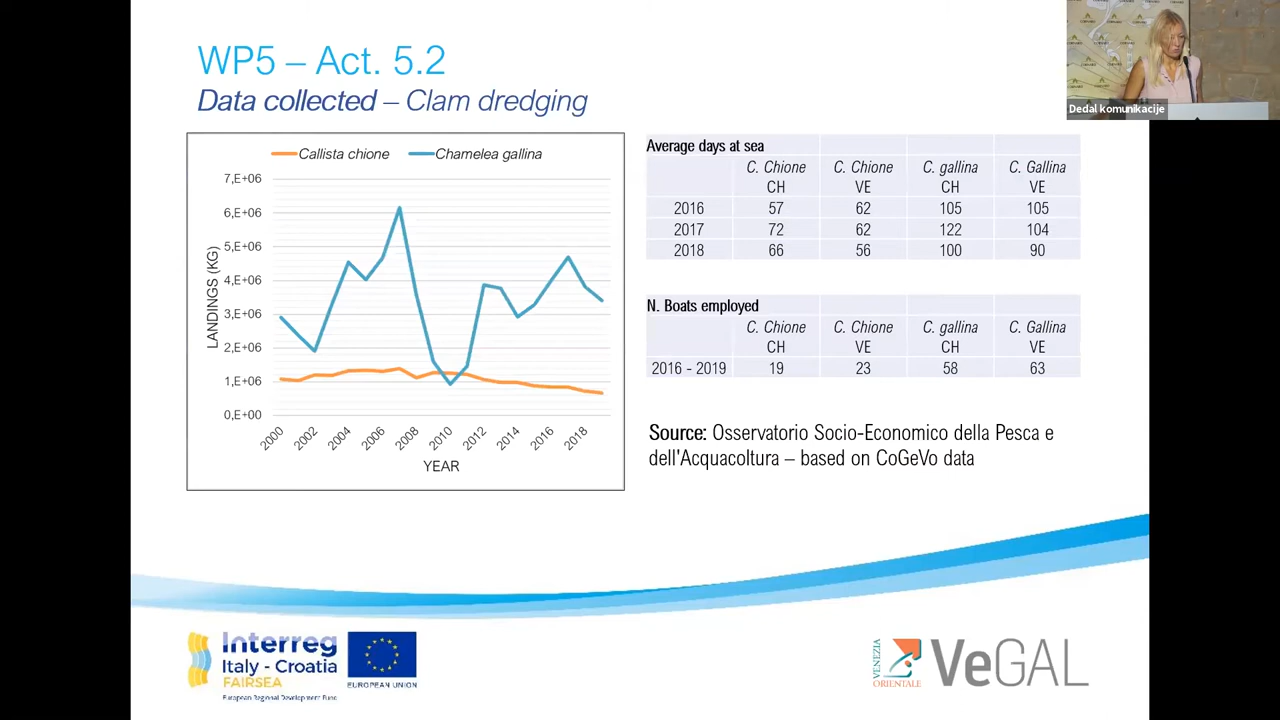 WP5 – Act. 5.2
Data collected – Clam dredging
Callista chione
Chamelea gallina
7,E+06
6,E+06
5,E+06
4,E+06
3,E+06
2,E+06
1,E+06
0,E+00
LANDINGS (KG)
2000
2002
2004
2006
2008
2010
2012
2014
2016
2018
YEAR
Average days at sea
C. Chione CH C. Chione VE C. gallina CH C. Gallina VE
2016 57 62 105 105
2017 72 62 122 104
2018 66 56 100 90
N. Boats employed
C. Chione CH C. Chione VE C. gallina CH C. Gallina VE
2016 - 2019 19 23 58 63
Source: Osservatorio Socio-Economico della Pesca e
dell'Acquacoltura – based on CoGeVo data
Dedal komunikacije
Interreg
Italy - Croatia
FAIRSEA
European Regional Development Fund
EUROPEAN UNION
VENEZIA
ORIENTALE
VeGAL